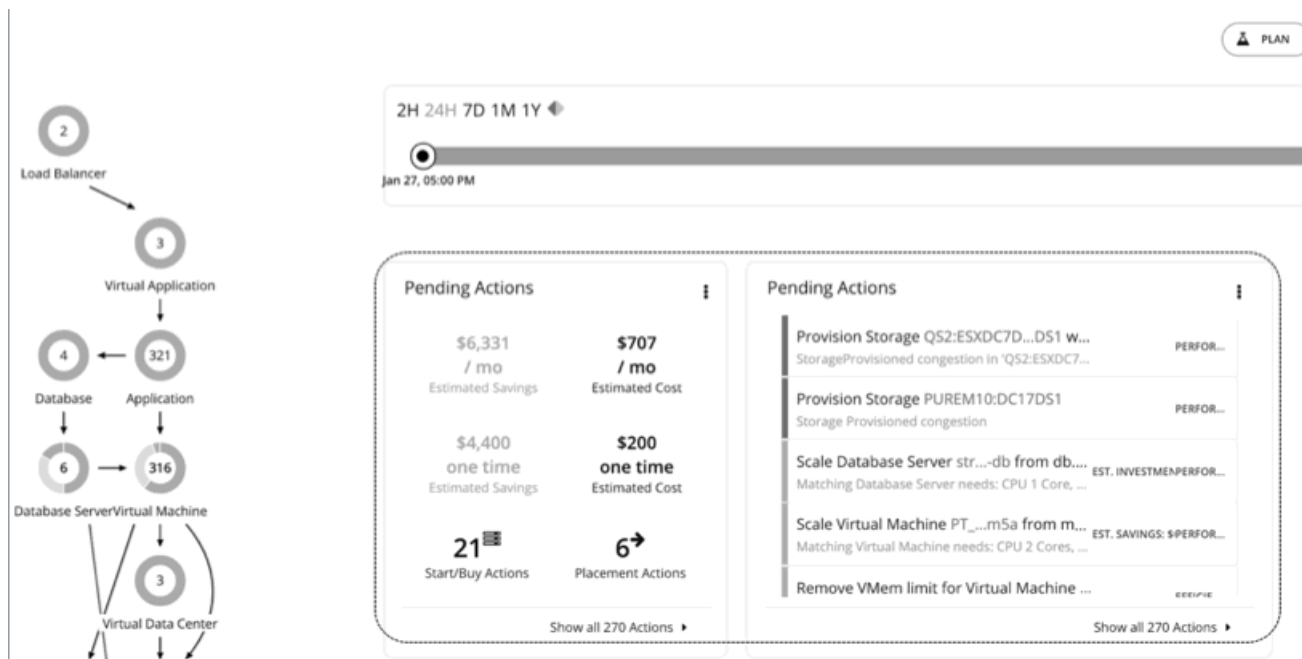 PLAN
2H 24H 7D 1M 1Y
Jan 27, 05:00 PM
2
Load Balancer
3
Virtual Application
4
321
Database
Application
6
316
Database Server
Virtual Machine
3
Virtual Data Center
Pending Actions
$6,331
/ mo
Estimated Savings
$707
/ mo
Estimated Cost
$4,400
one time
Estimated Savings
$200
one time
Estimated Cost
21
Start/Buy Actions
6
Placement Actions
Show all 270 Actions
Pending Actions
Provision Storage QS2:ESXDC7D...DS1 w...
StorageProvisioned congestion in 'QS2:ESXDC7...
PERFOR...
Provision Storage PUREM10:DC17DS1
Storage Provisioned congestion
PERFOR...
Scale Database Server str...-db from db....
Matching Database Server needs: CPU 1 Core, ...
EST. INVESTMENPERFOR...
Scale Virtual Machine PT_...m5a from m...
Matching Virtual Machine needs: CPU 2 Cores, ...
EST. SAVINGS: $PERFOR...
Remove VMem limit for Virtual Machine ...
Show all 270 Actions